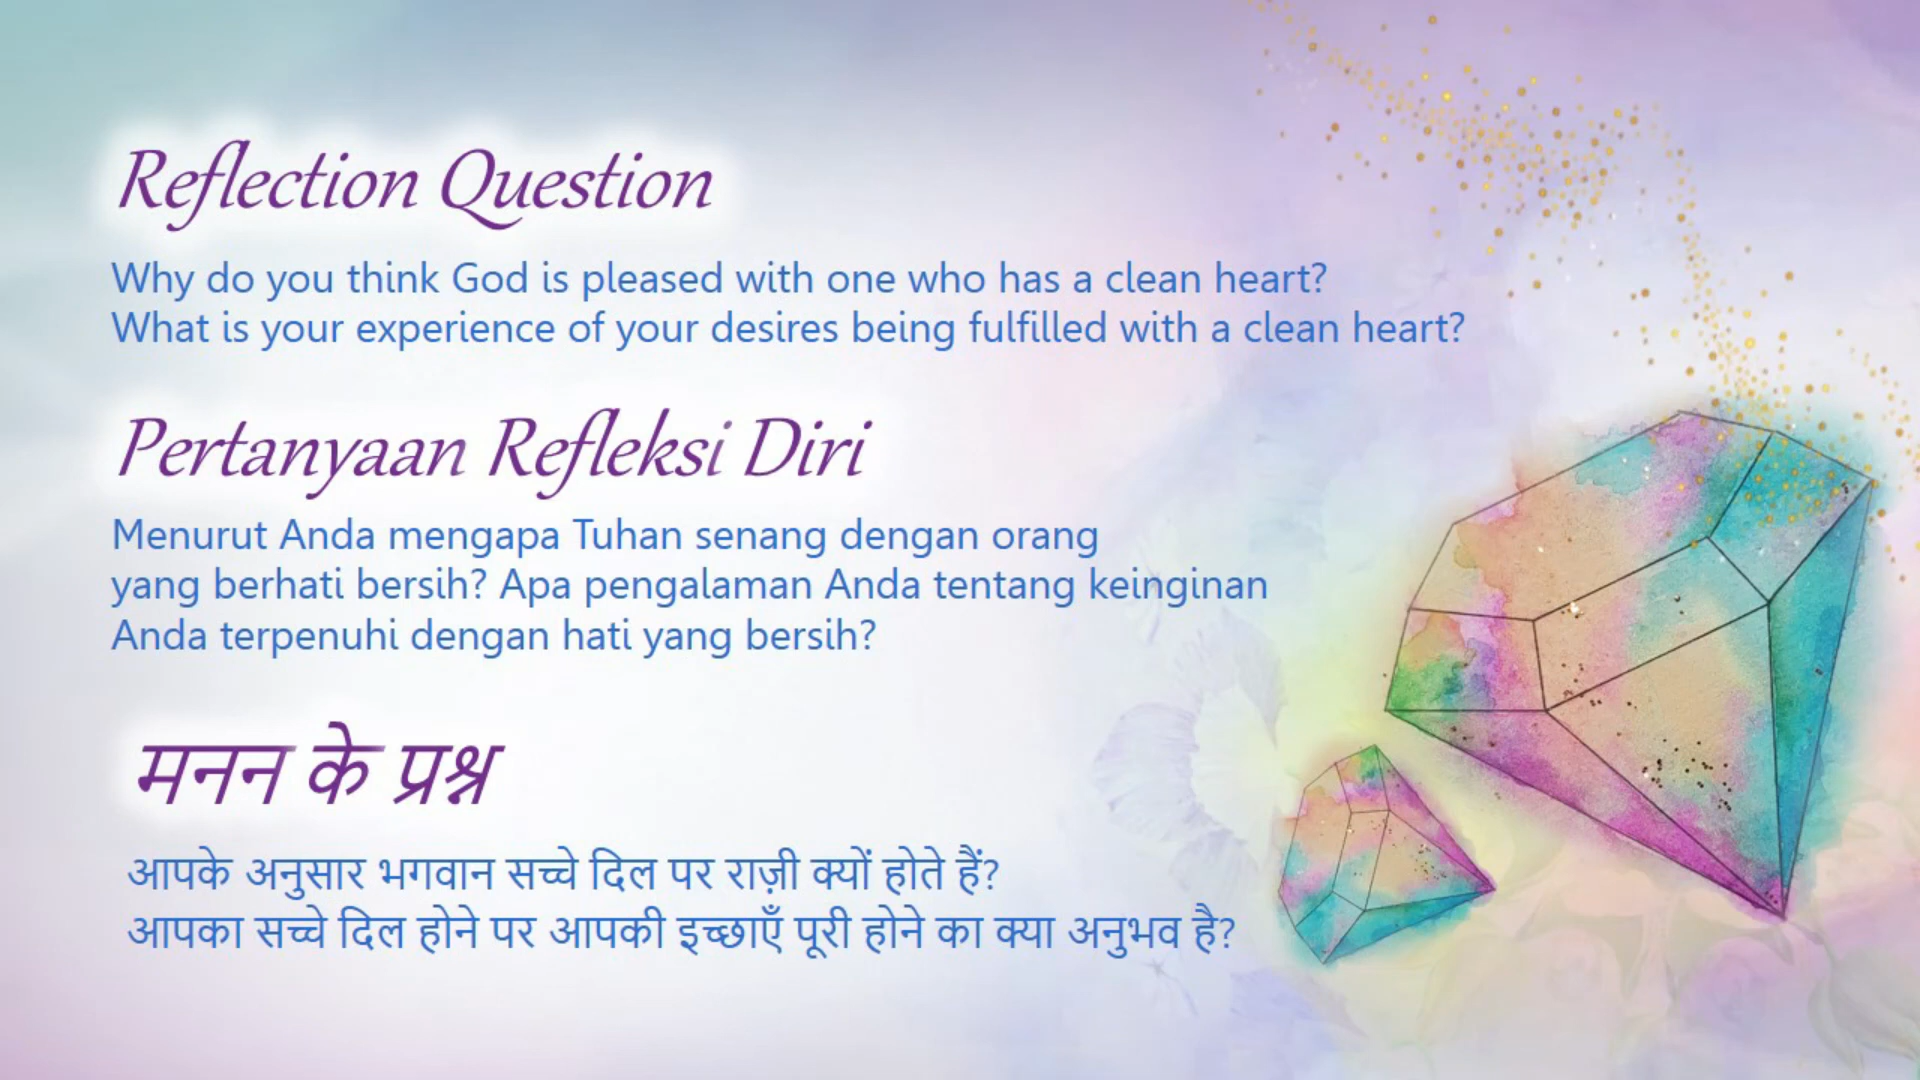 Reflection Question
Why do you think God is pleased with one who has a clean heart?
What is your experience of your desires being fulfilled with a clean heart?
Pertanyaan Refleksi Diri
Menurut Anda mengapa Tuhan senang dengan orang
yang berhati bersih? Apa pengalaman Anda tentang keinginan
Anda terpenuhi dengan hati yang bersih?
मनन के प्रश्न
आपके अनुसार भगवान सच्चे दिल पर राज़ी क्यों होते हैं?
आपका सच्चे दिल होने पर आपकी इच्छाएँ पूरी होने का क्या अनुभव है?